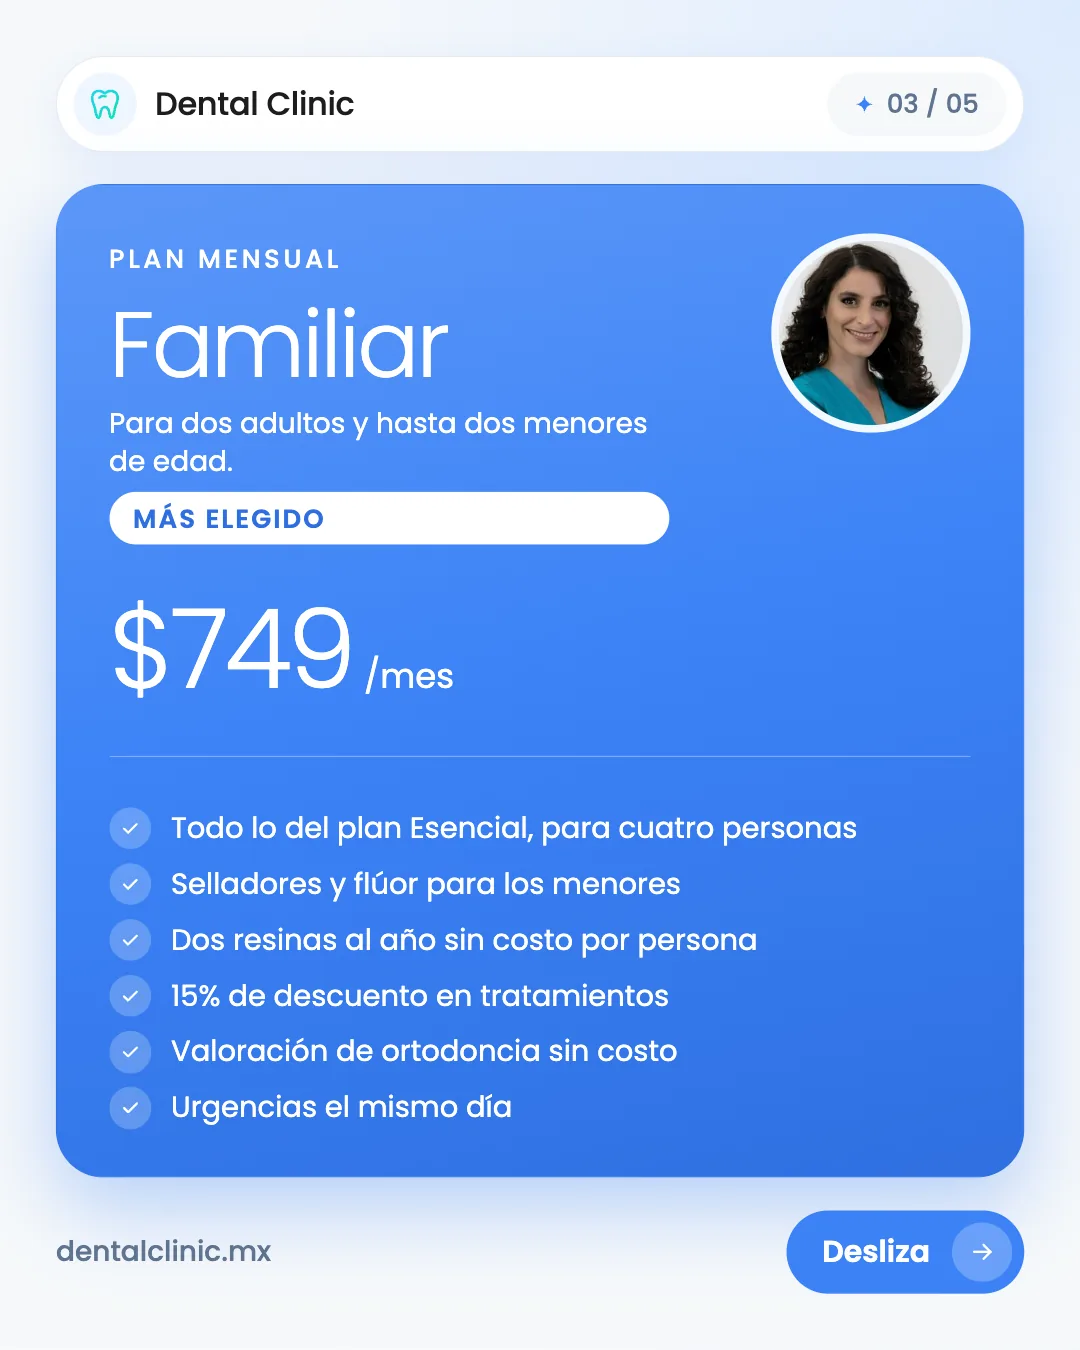 Dental Clinic
03 / 05
PLAN MENSUAL
Familiar
Para dos adultos y hasta dos menores
de edad.
MÁS ELEGIDO
$749 /mes
Todo lo del plan Esencial, para cuatro personas
Selladores y flúor para los menores
Dos resinas al año sin costo por persona
15% de descuento en tratamientos
Valoración de ortodoncia sin costo
Urgencias el mismo día
dentalclinic.mx
Desliza